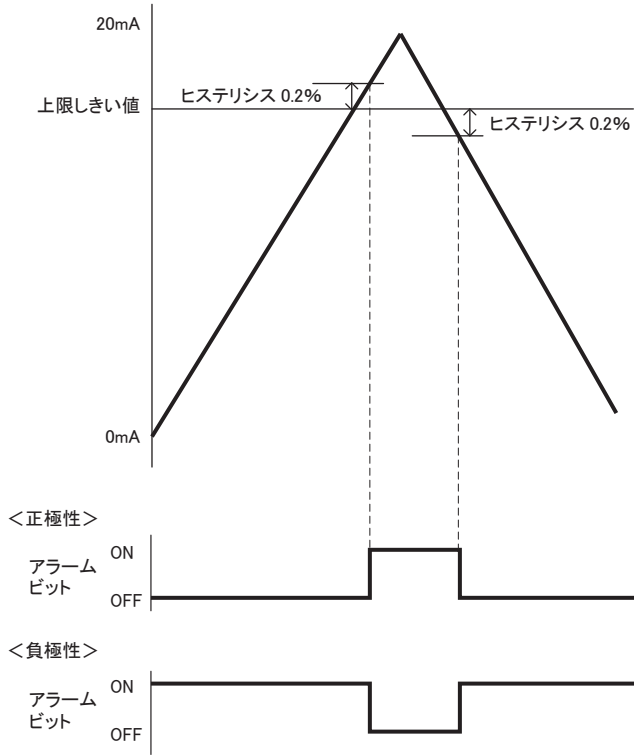 20mA
ヒステリシス 0.2%
上限しきい値
ヒステリシス 0.2%
0mA
＜正極性＞
ON
アラーム
ビット
OFF
＜負極性＞
ON
アラーム
ビット
OFF